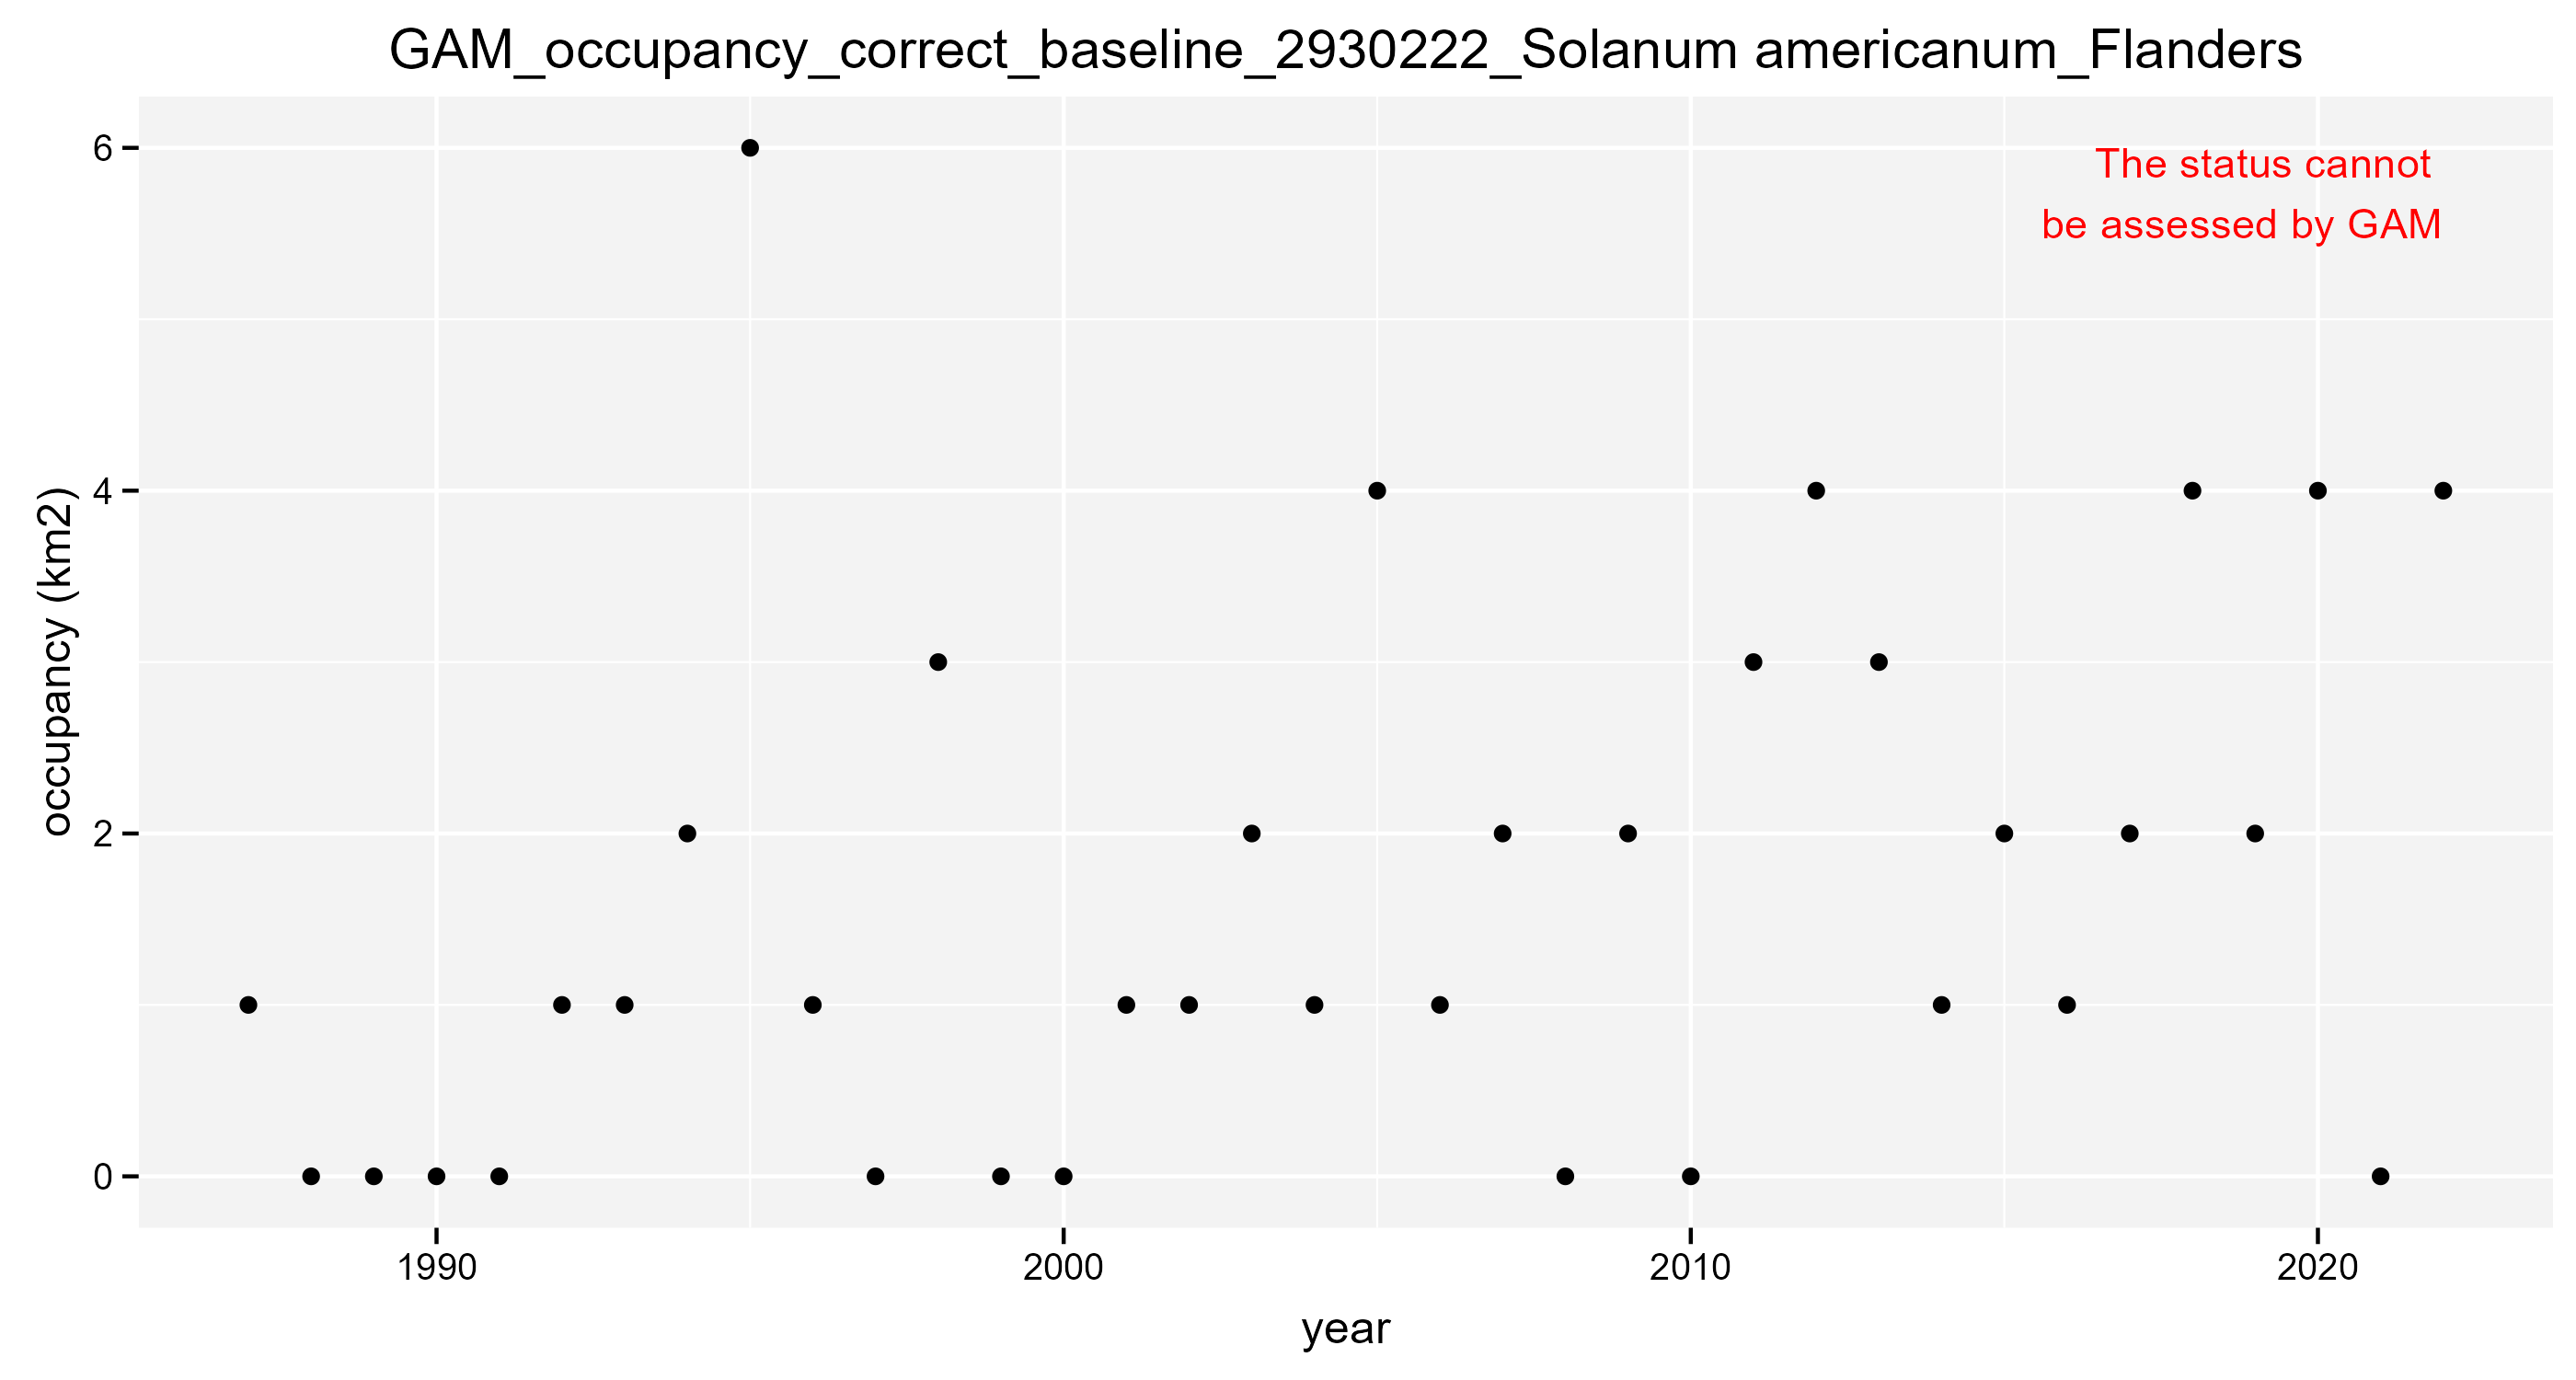 GAM_occupancy_correct_baseline_2930222_Solanum americanum_Flanders
The status cannot
be assessed by GAM
occupancy (km2)
6
4
2
0
1990 2000 2010 2020
year